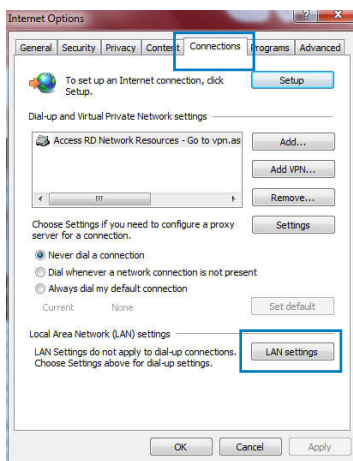 Internet Options
General Security Privacy Content Connections Programs Advanced
To set up an Internet connection, click
Setup.
Setup
Dial-up and Virtual Private Network settings
Access RD Network Resources - Go to vpn.as
Add...
Add VPN...
Remove...
Choose Settings if you need to configure a proxy
server for a connection.
Settings
Never dial a connection
Dial whenever a network connection is not present
Always dial my default connection
Current None
Set default
Local Area Network (LAN) settings
LAN Settings do not apply to dial-up connections.
Choose Settings above for dial-up settings.
LAN settings
OK Cancel Apply